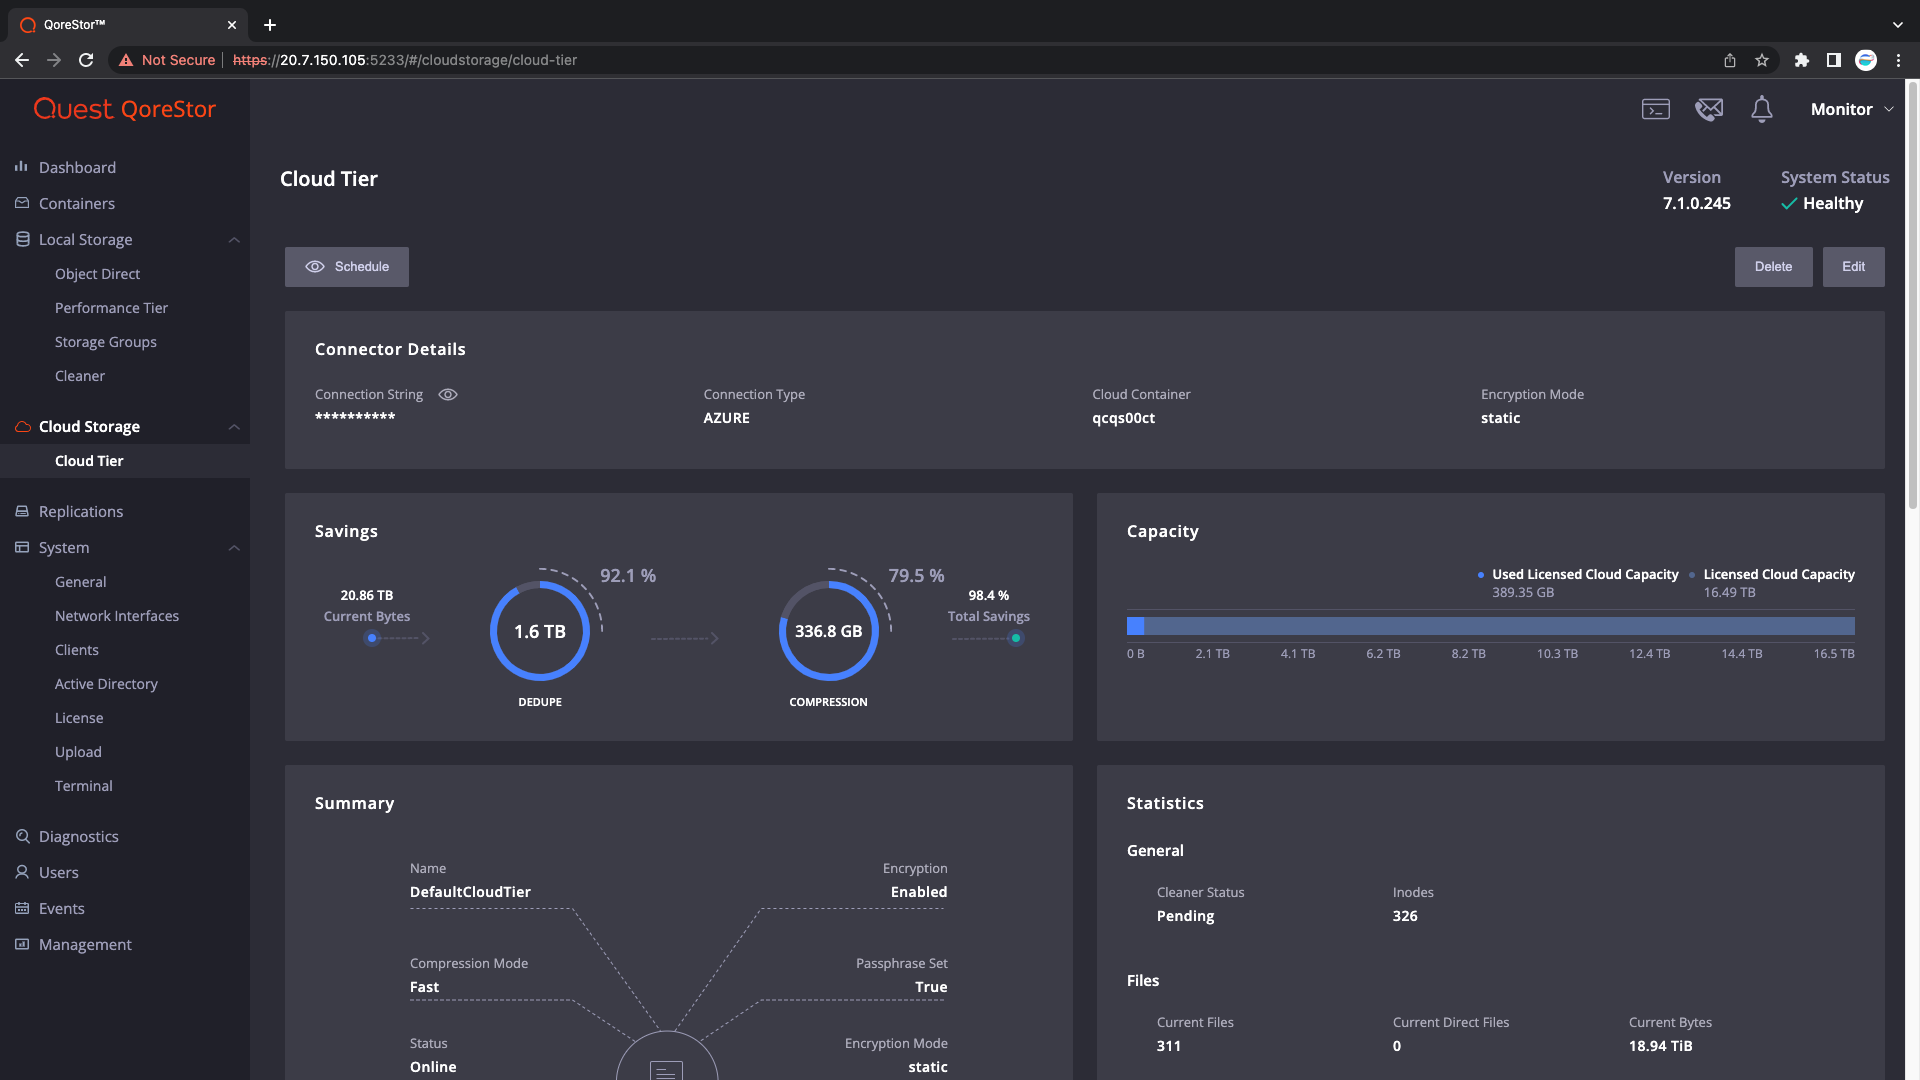 QoreStor™
Not Secure
https://20.7.150.105:5233/#/cloudstorage/cloud-tier
Quest QoreStor
Monitor
Dashboard
Containers
Local Storage
Object Direct
Performance Tier
Storage Groups
Cleaner
Cloud Storage
Cloud Tier
Replications
System
General
Network Interfaces
Clients
Active Directory
License
Upload
Terminal
Diagnostics
Users
Events
Management
Cloud Tier
Version
7.1.0.245
System Status
Healthy
Schedule
Delete
Edit
Connector Details
Connection String
**********
Connection Type
AZURE
Cloud Container
qcqs00ct
Encryption Mode
static
Savings
20.86 TB
Current Bytes
92.1 %
1.6 TB
DEDUPE
79.5 %
336.8 GB
COMPRESSION
98.4 %
Total Savings
Capacity
Used Licensed Cloud Capacity
389.35 GB
Licensed Cloud Capacity
16.49 TB
0 B 2.1 TB 4.1 TB 6.2 TB 8.2 TB 10.3 TB 12.4 TB 14.4 TB 16.5 TB
Summary
Name
DefaultCloudTier
Encryption
Enabled
Compression Mode
Fast
Passphrase Set
True
Status
Online
Encryption Mode
static
Statistics
General
Cleaner Status
Pending
Inodes
326
Files
Current Files
311
Current Direct Files
0
Current Bytes
18.94 TiB